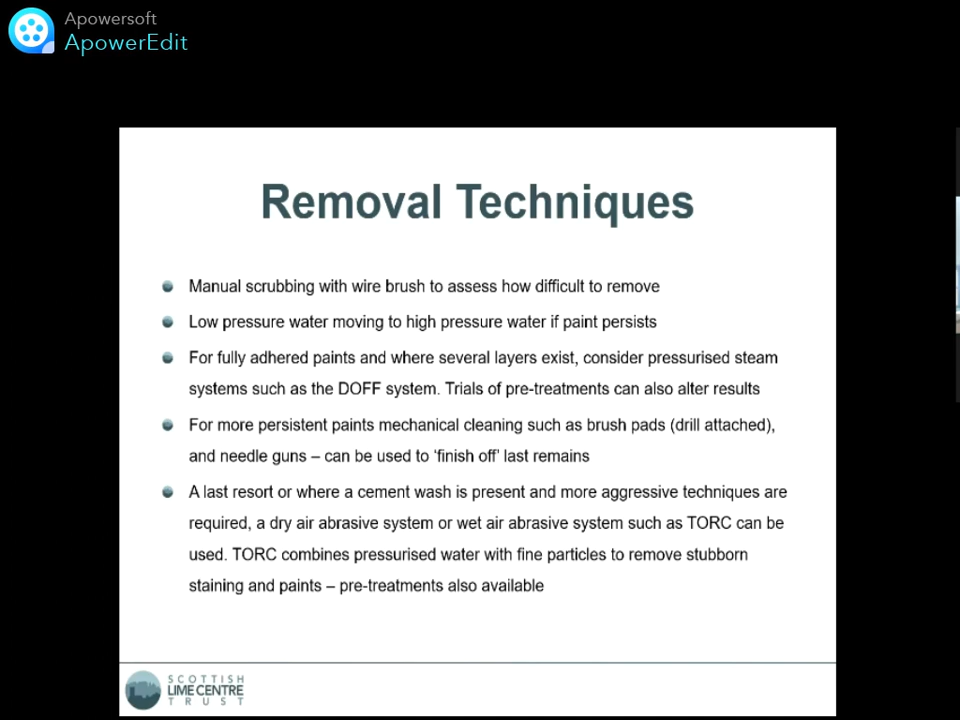 Apowersoft
ApowerEdit
Removal Techniques
Manual scrubbing with wire brush to assess how difficult to remove
Low pressure water moving to high pressure water if paint persists
For fully adhered paints and where several layers exist, consider pressurised steam
systems such as the DOFF system. Trials of pre-treatments can also alter results
For more persistent paints mechanical cleaning such as brush pads (drill attached),
and needle guns – can be used to ‘finish off’ last remains
A last resort or where a cement wash is present and more aggressive techniques are
required, a dry air abrasive system or wet air abrasive system such as TORC can be
used. TORC combines pressurised water with fine particles to remove stubborn
staining and paints – pre-treatments also available
SCOTTISH
LIME CENTRE
TRUST